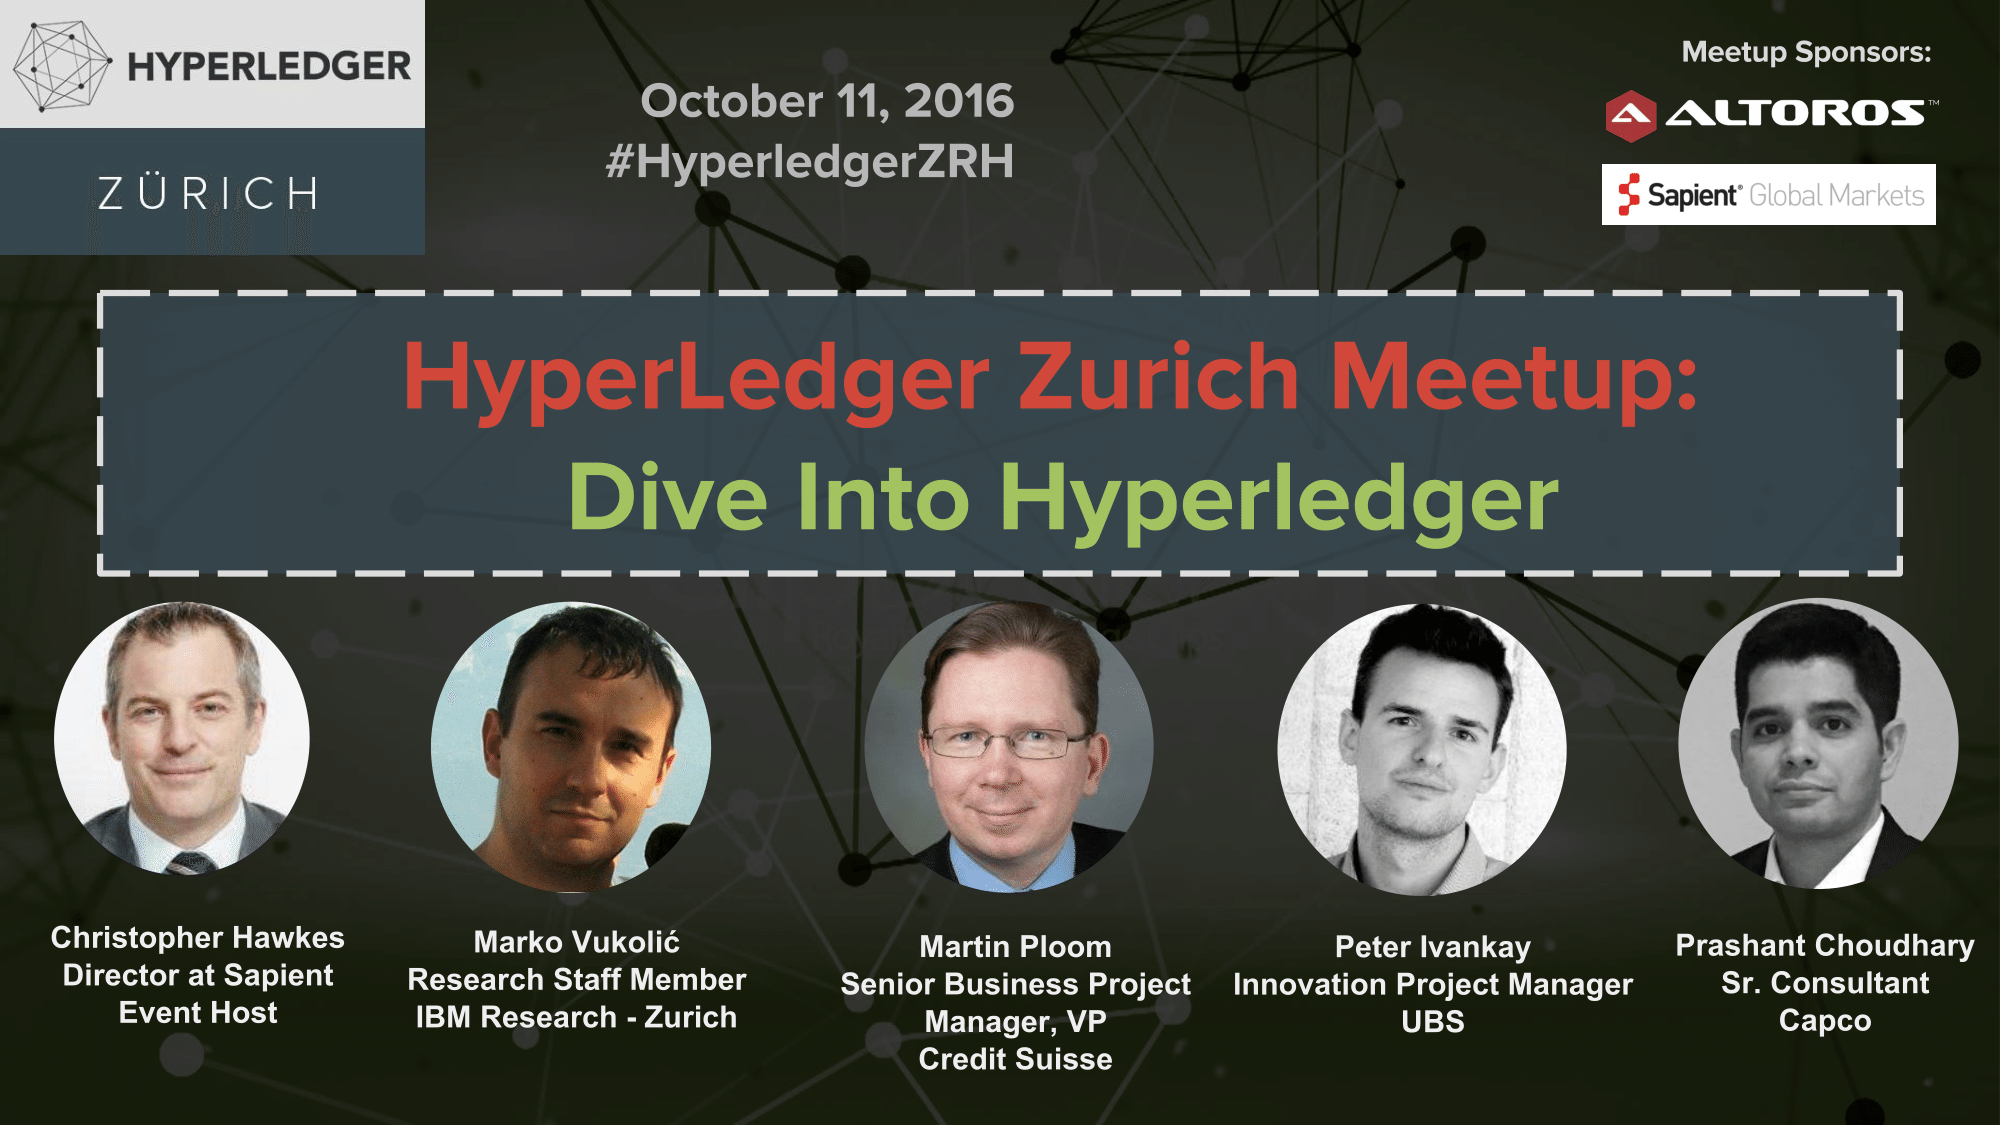 HYPERLEDGER
ZÜRICH
October 11, 2016
#HyperledgerZRH
Meetup Sponsors:
ALTOROS™
Sapient® Global Markets
HyperLedger Zurich Meetup:
Dive Into Hyperledger
Christopher Hawkes
Director at Sapient
Event Host
Marko Vukolić
Research Staff Member
IBM Research - Zurich
Martin Ploom
Senior Business Project
Manager, VP
Credit Suisse
Peter Ivankay
Innovation Project Manager
UBS
Prashant Choudhary
Sr. Consultant
Capco